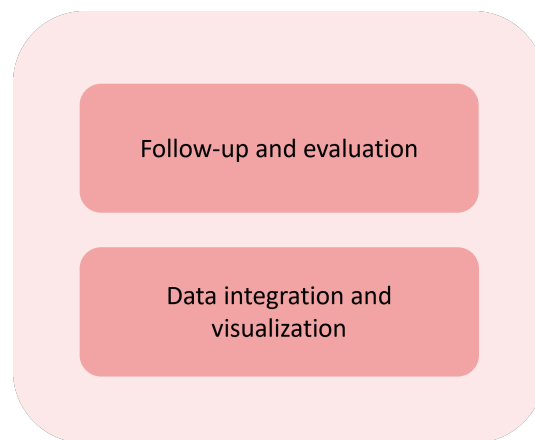 Follow-up and evaluation
Data integration and
visualization